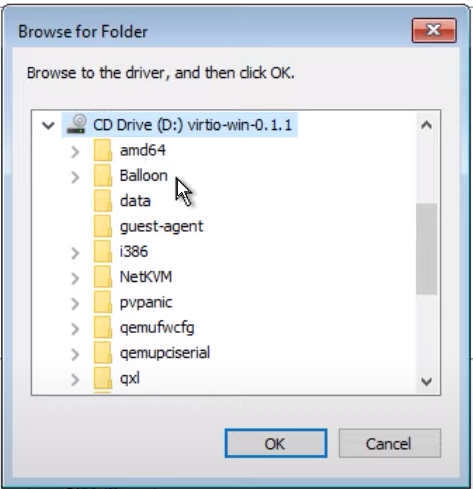 Browse for Folder
Browse to the driver, and then click OK.
CD Drive (D:) virtio-win-0.1.1
amd64
Balloon
data
guest-agent
i386
NetKVM
pvpanic
qemufwcfg
qemupciserial
qxl
OK Cancel